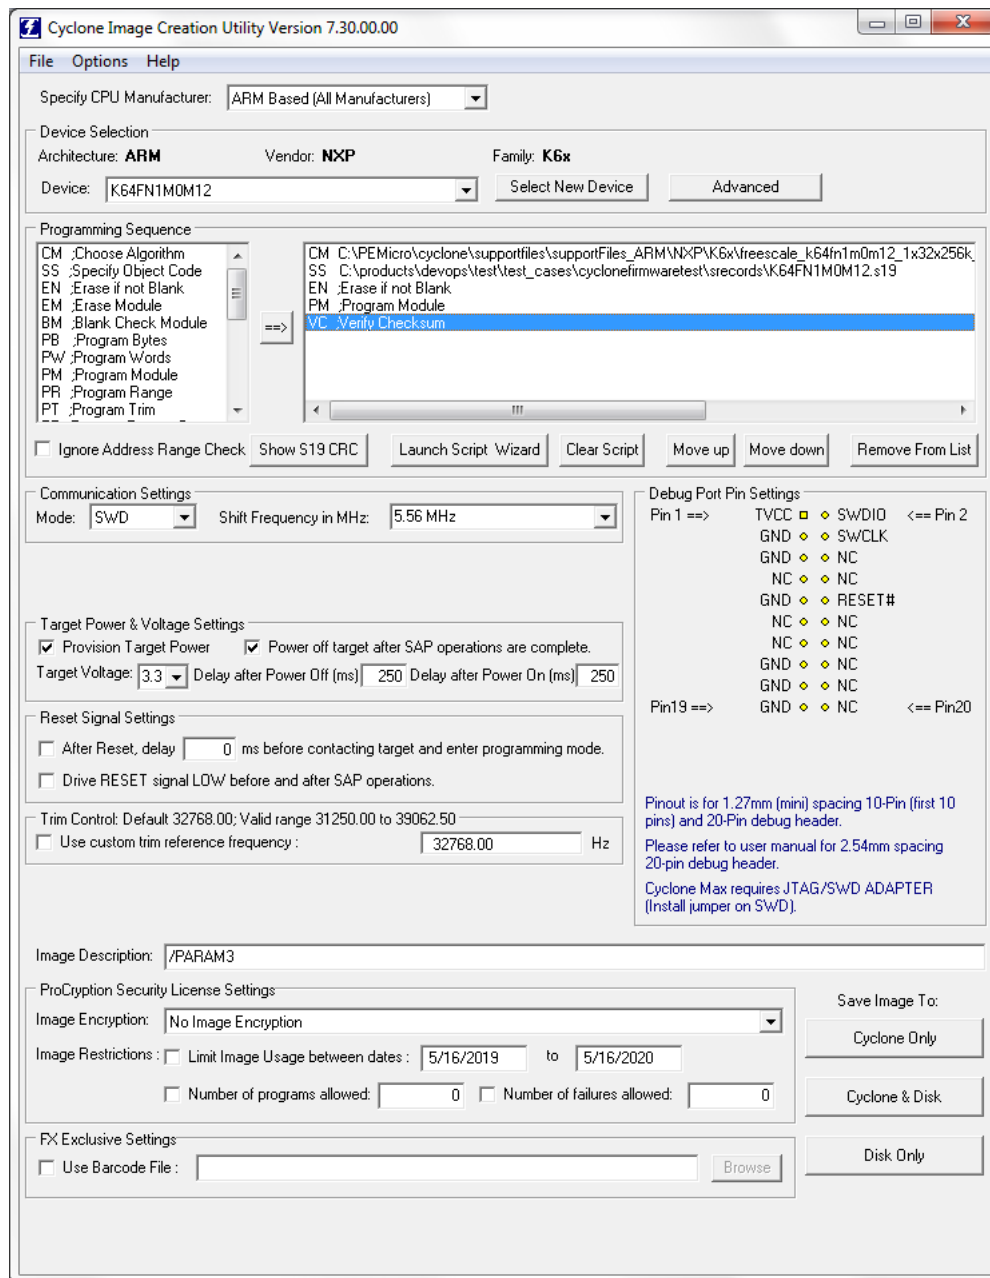 Cyclone Image Creation Utility Version 7.30.00.00
File Options Help
Specify CPU Manufacturer: ARM Based (All Manufacturers)
Device Selection
Architecture: ARM Vendor: NXP Family: K6x
Device: K64FN1M0M12 Select New Device Advanced
Programming Sequence
CM ;Choose Algorithm
SS ;Specify Object Code
EN ;Erase if not Blank
EM ;Erase Module
BM ;Blank Check Module
PB ;Program Bytes
PW ;Program Words
PM ;Program Module
PR ;Program Range
PT ;Program Trim
==>
CM C:\PEMicro\cyclone\supportfiles\supportFiles_ARM\NXP\K6x\freescale_k64fn1m0m12_1x32x256k_
SS C:\products\devops\test\test_cases\cyclonefirmwaretest\srecords\K64FN1M0M12.s19
EN ;Erase if not Blank
PM ;Program Module
VC ;Verify Checksum
Ignore Address Range Check Show S19 CRC Launch Script Wizard Clear Script Move up Move down Remove From List
Communication Settings
Mode: SWD Shift Frequency in MHz: 5.56 MHz
Target Power & Voltage Settings
Provision Target Power Power off target after SAP operations are complete.
Target Voltage: 3.3 Delay after Power Off (ms) 250 Delay after Power On (ms) 250
Reset Signal Settings
After Reset, delay 0 ms before contacting target and enter programming mode.
Drive RESET signal LOW before and after SAP operations.
Trim Control: Default 32768.00; Valid range 31250.00 to 39062.50
Use custom trim reference frequency : 32768.00 Hz
Debug Port Pin Settings
Pin 1 ==> TVCC SWDIO <== Pin 2
GND SWCLK
GND NC
NC NC
GND RESET#
NC NC
NC NC
GND NC
GND NC
Pin19 ==> GND NC <== Pin20
Pinout is for 1.27mm (mini) spacing 10-Pin (first 10
pins) and 20-Pin debug header.
Please refer to user manual for 2.54mm spacing
20-pin debug header.
Cyclone Max requires JTAG/SWD ADAPTER
(Install jumper on SWD).
Image Description: /PARAM3
ProCryption Security License Settings
Image Encryption: No Image Encryption
Image Restrictions : Limit Image Usage between dates : 5/16/2019 to 5/16/2020
Number of programs allowed: 0 Number of failures allowed: 0
FX Exclusive Settings
Use Barcode File : Browse
Save Image To:
Cyclone Only
Cyclone & Disk
Disk Only